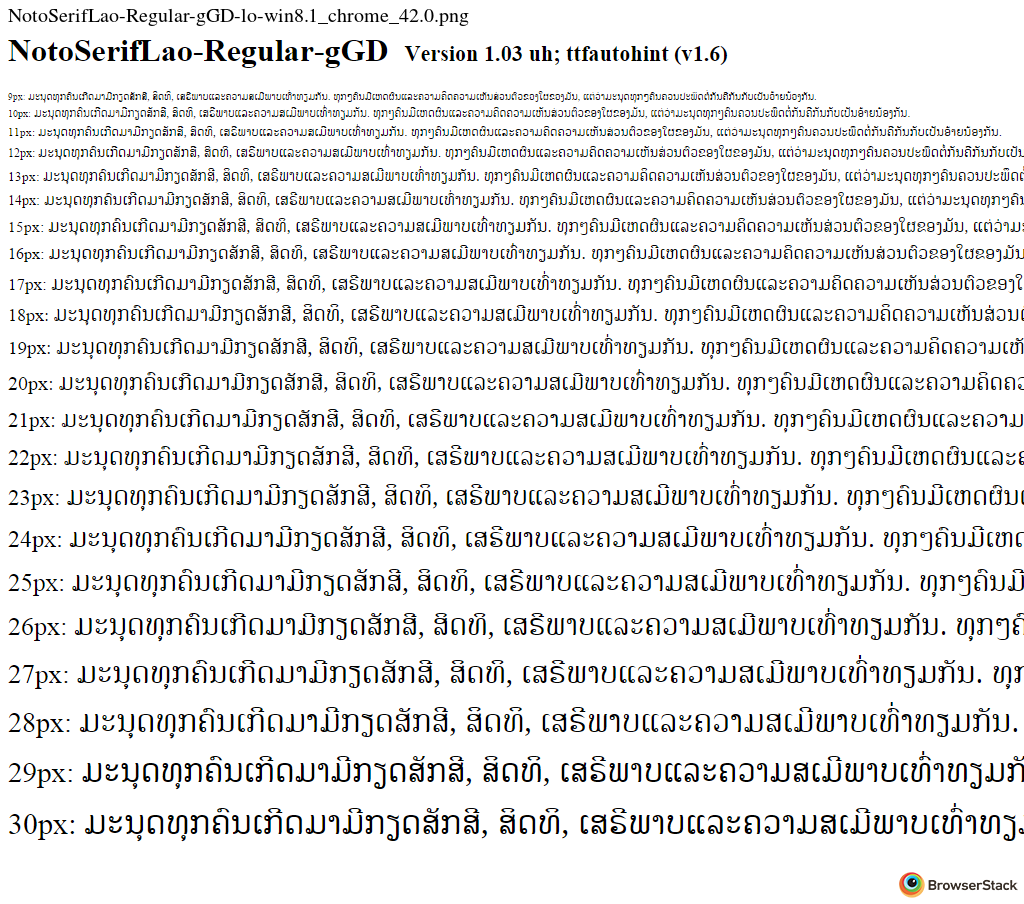 NotoSerifLao-Regular-gGD-lo-win8.1_chrome_42.0.png
NotoSerifLao-Regular-gGD Version 1.03 uh; ttfautohint (v1.6)
9px: ມະນຸດທຸກຄົນເກີດມາມີກຽດສັກສີ, ສິດທິ, ເສຣີພາບແລະຄວາມສເມີພາບເທົ່າທຽມກັນ. ທຸກໆຄົນມີເຫດຜົນແລະຄວາມຄິດຄວາມເຫັນສ່ວນຕົວຂອງໃຜຂອງມັນ, ແຕ່ວ່າມະນຸດທຸກໆຄົນຄວນປະພຶດຕໍ່ກັນຄືກັນກັບເປັນອ້າຍນ້ອງກັນ.
10px: ມະນຸດທຸກຄົນເກີດມາມີກຽດສັກສີ, ສິດທິ, ເສຣີພາບແລະຄວາມສເມີພາບເທົ່າທຽມກັນ. ທຸກໆຄົນມີເຫດຜົນແລະຄວາມຄິດຄວາມເຫັນສ່ວນຕົວຂອງໃຜຂອງມັນ, ແຕ່ວ່າມະນຸດທຸກໆຄົນຄວນປະພຶດຕໍ່ກັນຄືກັນກັບເປັນອ້າຍນ້ອງກັນ.
11px: ມະນຸດທຸກຄົນເກີດມາມີກຽດສັກສີ, ສິດທິ, ເສຣີພາບແລະຄວາມສເມີພາບເທົ່າທຽມກັນ. ທຸກໆຄົນມີເຫດຜົນແລະຄວາມຄິດຄວາມເຫັນສ່ວນຕົວຂອງໃຜຂອງມັນ, ແຕ່ວ່າມະນຸດທຸກໆຄົນຄວນປະພຶດຕໍ່ກັນຄືກັນກັບເປັນອ້າຍນ້ອງກັນ.
12px: ມະນຸດທຸກຄົນເກີດມາມີກຽດສັກສີ, ສິດທິ, ເສຣີພາບແລະຄວາມສເມີພາບເທົ່າທຽມກັນ. ທຸກໆຄົນມີເຫດຜົນແລະຄວາມຄິດຄວາມເຫັນສ່ວນຕົວຂອງໃຜຂອງມັນ, ແຕ່ວ່າມະນຸດທຸກໆຄົນຄວນປະພຶດຕໍ່ກັນຄືກັນກັບເປັນ
13px: ມະນຸດທຸກຄົນເກີດມາມີກຽດສັກສີ, ສິດທິ, ເສຣີພາບແລະຄວາມສເມີພາບເທົ່າທຽມກັນ. ທຸກໆຄົນມີເຫດຜົນແລະຄວາມຄິດຄວາມເຫັນສ່ວນຕົວຂອງໃຜຂອງມັນ, ແຕ່ວ່າມະນຸດທຸກໆຄົນຄວນປະພຶດຕໍ່
14px: ມະນຸດທຸກຄົນເກີດມາມີກຽດສັກສີ, ສິດທິ, ເສຣີພາບແລະຄວາມສເມີພາບເທົ່າທຽມກັນ. ທຸກໆຄົນມີເຫດຜົນແລະຄວາມຄິດຄວາມເຫັນສ່ວນຕົວຂອງໃຜຂອງມັນ, ແຕ່ວ່າມະນຸດທຸກໆຄົນ
15px: ມະນຸດທຸກຄົນເກີດມາມີກຽດສັກສີ, ສິດທິ, ເສຣີພາບແລະຄວາມສເມີພາບເທົ່າທຽມກັນ. ທຸກໆຄົນມີເຫດຜົນແລະຄວາມຄິດຄວາມເຫັນສ່ວນຕົວຂອງໃຜຂອງມັນ, ແຕ່ວ່າມະ
16px: ມະນຸດທຸກຄົນເກີດມາມີກຽດສັກສີ, ສິດທິ, ເສຣີພາບແລະຄວາມສເມີພາບເທົ່າທຽມກັນ. ທຸກໆຄົນມີເຫດຜົນແລະຄວາມຄິດຄວາມເຫັນສ່ວນຕົວຂອງໃຜຂອງມັນ
17px: ມະນຸດທຸກຄົນເກີດມາມີກຽດສັກສີ, ສິດທິ, ເສຣີພາບແລະຄວາມສເມີພາບເທົ່າທຽມກັນ. ທຸກໆຄົນມີເຫດຜົນແລະຄວາມຄິດຄວາມເຫັນສ່ວນຕົວຂອງໃ
18px: ມະນຸດທຸກຄົນເກີດມາມີກຽດສັກສີ, ສິດທິ, ເສຣີພາບແລະຄວາມສເມີພາບເທົ່າທຽມກັນ. ທຸກໆຄົນມີເຫດຜົນແລະຄວາມຄິດຄວາມເຫັນສ່ວນ
19px: ມະນຸດທຸກຄົນເກີດມາມີກຽດສັກສີ, ສິດທິ, ເສຣີພາບແລະຄວາມສເມີພາບເທົ່າທຽມກັນ. ທຸກໆຄົນມີເຫດຜົນແລະຄວາມຄິດຄວາມເຫັ
20px: ມະນຸດທຸກຄົນເກີດມາມີກຽດສັກສີ, ສິດທິ, ເສຣີພາບແລະຄວາມສເມີພາບເທົ່າທຽມກັນ. ທຸກໆຄົນມີເຫດຜົນແລະຄວາມຄິດຄວ
21px: ມະນຸດທຸກຄົນເກີດມາມີກຽດສັກສີ, ສິດທິ, ເສຣີພາບແລະຄວາມສເມີພາບເທົ່າທຽມກັນ. ທຸກໆຄົນມີເຫດຜົນແລະຄວາມ
22px: ມະນຸດທຸກຄົນເກີດມາມີກຽດສັກສີ, ສິດທິ, ເສຣີພາບແລະຄວາມສເມີພາບເທົ່າທຽມກັນ. ທຸກໆຄົນມີເຫດຜົນແລະຄ
23px: ມະນຸດທຸກຄົນເກີດມາມີກຽດສັກສີ, ສິດທິ, ເສຣີພາບແລະຄວາມສເມີພາບເທົ່າທຽມກັນ. ທຸກໆຄົນມີເຫດຜົນແ
24px: ມະນຸດທຸກຄົນເກີດມາມີກຽດສັກສີ, ສິດທິ, ເສຣີພາບແລະຄວາມສເມີພາບເທົ່າທຽມກັນ. ທຸກໆຄົນມີເຫດ
25px: ມະນຸດທຸກຄົນເກີດມາມີກຽດສັກສີ, ສິດທິ, ເສຣີພາບແລະຄວາມສເມີພາບເທົ່າທຽມກັນ. ທຸກໆຄົນມີ
26px: ມະນຸດທຸກຄົນເກີດມາມີກຽດສັກສີ, ສິດທິ, ເສຣີພາບແລະຄວາມສເມີພາບເທົ່າທຽມກັນ. ທຸກໆຄົ
27px: ມະນຸດທຸກຄົນເກີດມາມີກຽດສັກສີ, ສິດທິ, ເສຣີພາບແລະຄວາມສເມີພາບເທົ່າທຽມກັນ. ທຸກ
28px: ມະນຸດທຸກຄົນເກີດມາມີກຽດສັກສີ, ສິດທິ, ເສຣີພາບແລະຄວາມສເມີພາບເທົ່າທຽມກັນ.
29px: ມະນຸດທຸກຄົນເກີດມາມີກຽດສັກສີ, ສິດທິ, ເສຣີພາບແລະຄວາມສເມີພາບເທົ່າທຽມກັ
30px: ມະນຸດທຸກຄົນເກີດມາມີກຽດສັກສີ, ສິດທິ, ເສຣີພາບແລະຄວາມສເມີພາບເທົ່າທຽ
BrowserStack